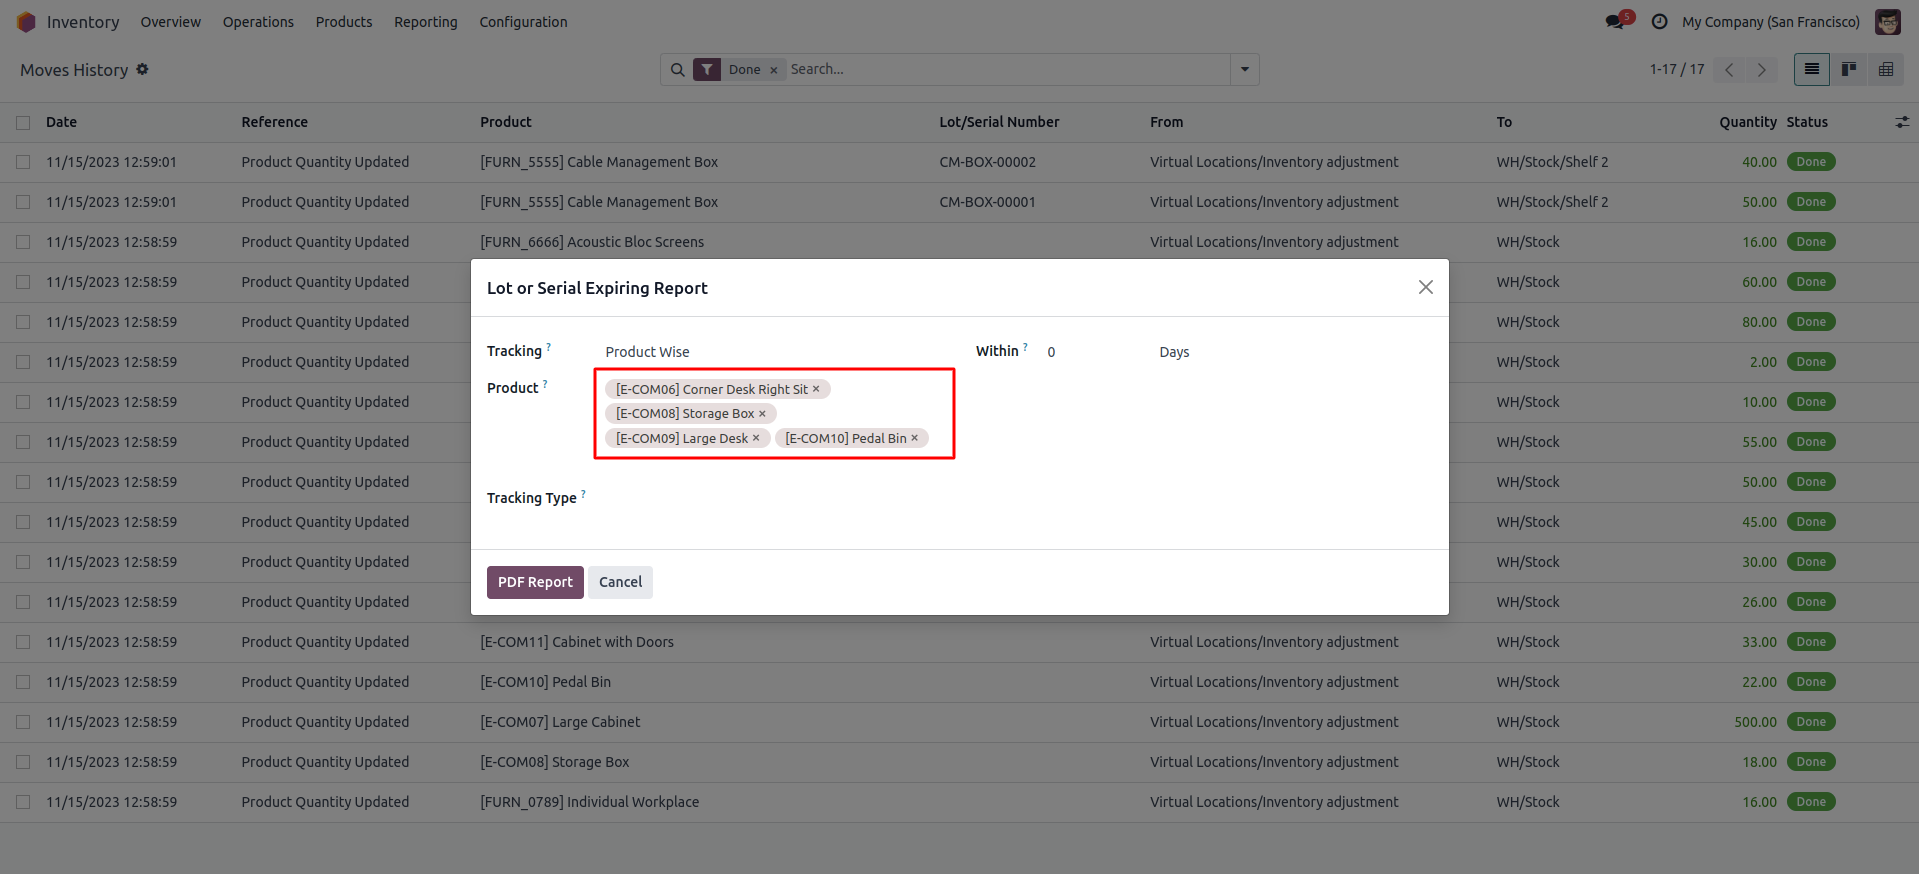 Inventory Overview Operations Products Reporting Configuration 5 My Company (San Francisco)
Moves History Done × Search... 1-17 / 17
Date Reference Product Lot/Serial Number From To Quantity Status
11/15/2023 12:59:01 Product Quantity Updated [FURN_5555] Cable Management Box CM-BOX-00002 Virtual Locations/Inventory adjustment WH/Stock/Shelf 2 40.00 Done
11/15/2023 12:59:01 Product Quantity Updated [FURN_5555] Cable Management Box CM-BOX-00001 Virtual Locations/Inventory adjustment WH/Stock/Shelf 2 50.00 Done
11/15/2023 12:58:59 Product Quantity Updated [FURN_6666] Acoustic Bloc Screens Virtual Locations/Inventory adjustment WH/Stock 16.00 Done
11/15/2023 12:58:59 Product Quantity Updated WH/Stock 60.00 Done
11/15/2023 12:58:59 Product Quantity Updated WH/Stock 80.00 Done
11/15/2023 12:58:59 Product Quantity Updated WH/Stock 2.00 Done
11/15/2023 12:58:59 Product Quantity Updated WH/Stock 10.00 Done
11/15/2023 12:58:59 Product Quantity Updated WH/Stock 55.00 Done
11/15/2023 12:58:59 Product Quantity Updated WH/Stock 50.00 Done
11/15/2023 12:58:59 Product Quantity Updated WH/Stock 45.00 Done
11/15/2023 12:58:59 Product Quantity Updated WH/Stock 30.00 Done
11/15/2023 12:58:59 Product Quantity Updated WH/Stock 26.00 Done
11/15/2023 12:58:59 Product Quantity Updated [E-COM11] Cabinet with Doors Virtual Locations/Inventory adjustment WH/Stock 33.00 Done
11/15/2023 12:58:59 Product Quantity Updated [E-COM10] Pedal Bin Virtual Locations/Inventory adjustment WH/Stock 22.00 Done
11/15/2023 12:58:59 Product Quantity Updated [E-COM07] Large Cabinet Virtual Locations/Inventory adjustment WH/Stock 500.00 Done
11/15/2023 12:58:59 Product Quantity Updated [E-COM08] Storage Box Virtual Locations/Inventory adjustment WH/Stock 18.00 Done
11/15/2023 12:58:59 Product Quantity Updated [FURN_0789] Individual Workplace Virtual Locations/Inventory adjustment WH/Stock 16.00 Done
Lot or Serial Expiring Report
Tracking ? Product Wise Within ? 0 Days
Product ? [E-COM06] Corner Desk Right Sit ×
[E-COM08] Storage Box ×
[E-COM09] Large Desk × [E-COM10] Pedal Bin ×
Tracking Type ?
PDF Report Cancel